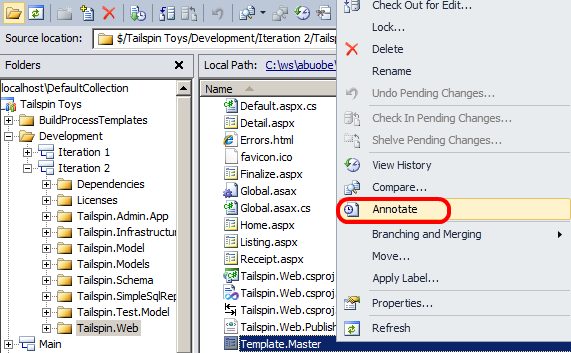 Source location:
$/Tailspin Toys/Development/Iteration 2/Tails
Folders
localhost\DefaultCollection
Tailspin Toys
BuildProcessTemplates
Development
Iteration 1
Iteration 2
Dependencies
Licenses
Tailspin.Admin.App
Tailspin.Infrastruct
Tailspin.Model
Tailspin.Models
Tailspin.Schema
Tailspin.SimpleSqlRep
Tailspin.Test.Model
Tailspin.Web
Main
Local Path: C:\ws\abuobe\
Name
Default.aspx.cs
Detail.aspx
Errors.html
favicon.ico
Finalize.aspx
Global.asax
Global.asax.cs
Home.aspx
Listing.aspx
Receipt.aspx
Tailspin.Web.csproj
Tailspin.Web.csproj
Tailspin.Web.csproj
Tailspin.Web.Publish
Template.Master
Check Out for Edit...
Lock...
Delete
Rename
Undo Pending Changes...
Check In Pending Changes...
Shelve Pending Changes...
View History
Compare...
Annotate
Branching and Merging
Move...
Apply Label...
Properties...
Refresh